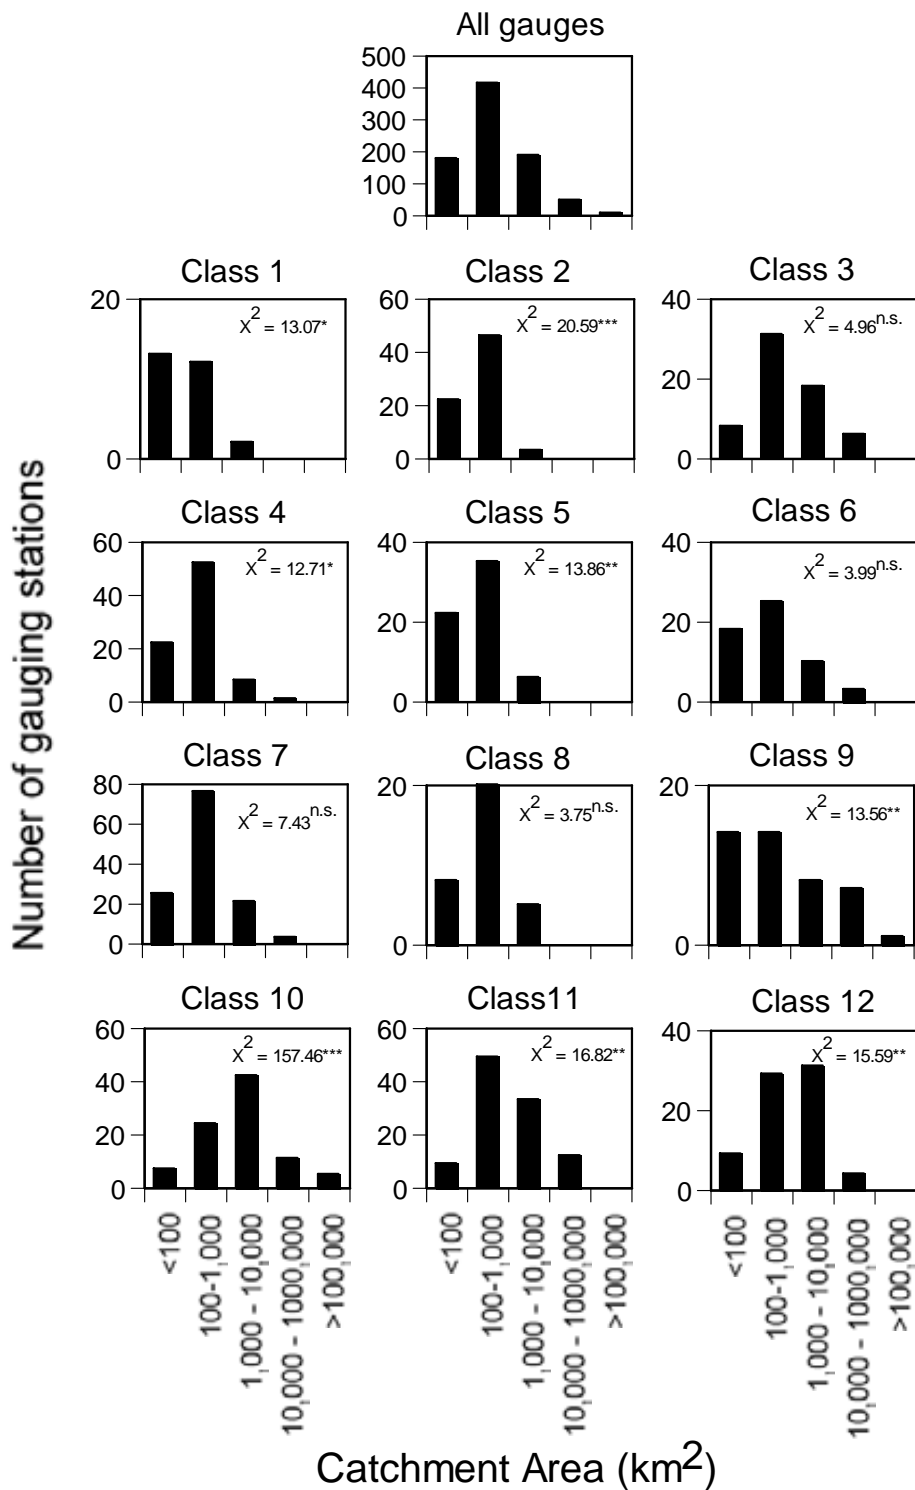 All gauges
500
400
300
200
100
0
Number of gauging stations
Class 1
20
0
X2 = 13.07*
Class 2
60
40
20
0
X2 = 20.59***
Class 3
40
20
0
X2 = 4.96n.s.
Class 4
60
40
20
0
X2 = 12.71*
Class 5
40
20
0
X2 = 13.86**
Class 6
40
20
0
X2 = 3.99n.s.
Class 7
80
60
40
20
0
X2 = 7.43n.s.
Class 8
20
0
X2 = 3.75n.s.
Class 9
20
0
X2 = 13.56**
Class 10
60
40
20
0
X2 = 157.46***
Class11
60
40
20
0
X2 = 16.82**
Class 12
40
20
0
X2 = 15.59**
<100
100-1,000
1,000 - 10,000
10,000 - 1000,000
>100,000
<100
100-1,000
1,000 - 10,000
10,000 - 1000,000
>100,000
<100
100-1,000
1,000 - 10,000
10,000 - 1000,000
>100,000
Catchment Area (km2)